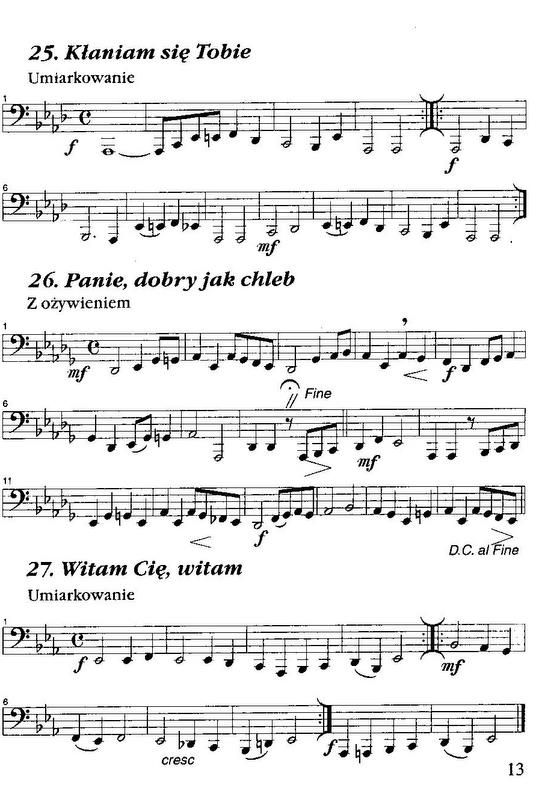 25. Kłaniam się Tobie
Umiarkowanie
1
f
f
6
mf
26. Panie, dobry jak chleb
Z ożywieniem
1
mf
f
Fine
6
mf
11
f
D.C. al Fine
27. Witam Cię, witam
Umiarkowanie
1
f
mf
6
cresc
f
13